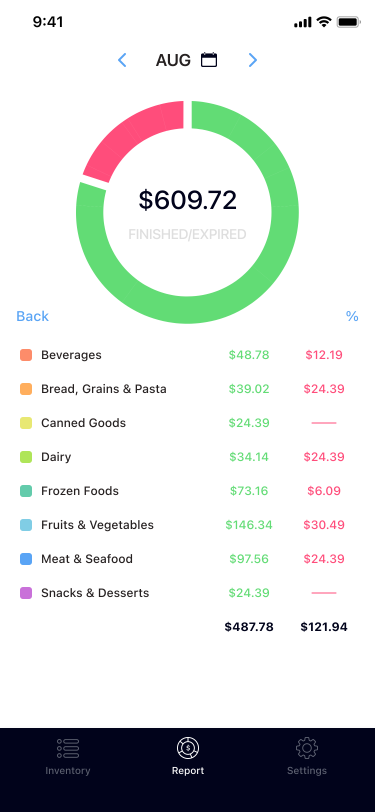 9:41
AUG
$609.72
FINISHED/EXPIRED
Back %
Beverages $48.78 $12.19
Bread, Grains & Pasta $39.02 $24.39
Canned Goods $24.39 —
Dairy $34.14 $24.39
Frozen Foods $73.16 $6.09
Fruits & Vegetables $146.34 $30.49
Meat & Seafood $97.56 $24.39
Snacks & Desserts $24.39 —
$487.78 $121.94
Inventory Report Settings